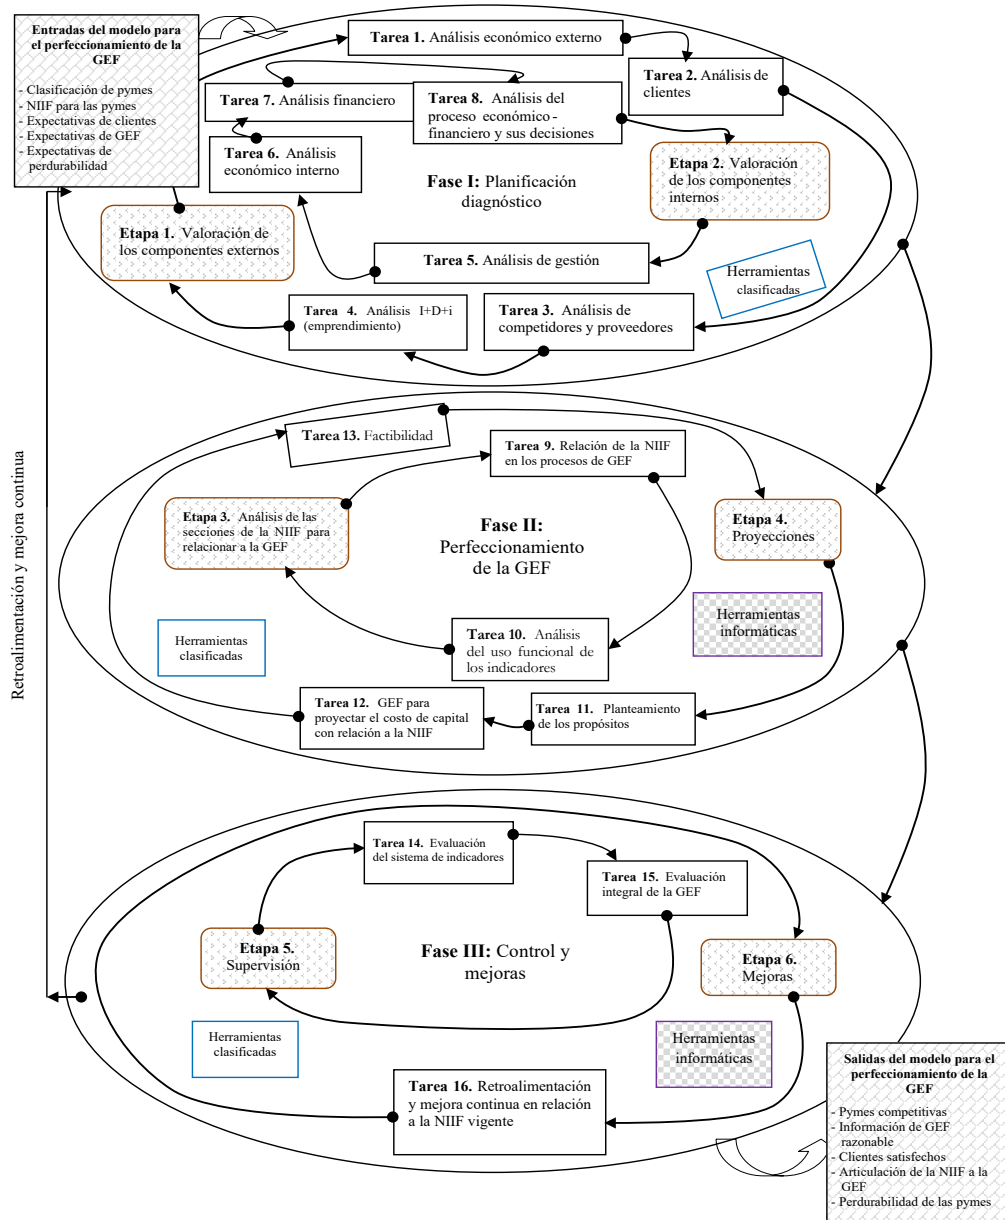 Entradas del modelo para
el perfeccionamiento de la
GEF
- Clasificación de pymes
- NIIF para las pymes
- Expectativas de clientes
- Expectativas de GEF
- Expectativas de
perdurabilidad
Tarea 1. Análisis económico externo
Tarea 2. Análisis de
clientes
Tarea 7. Análisis financiero
Tarea 8. Análisis del
proceso económico-
financiero y sus decisiones
Tarea 6. Análisis
económico interno
Etapa 2. Valoración
de los componentes
internos
Fase I: Planificación
diagnóstico
Etapa 1. Valoración de
los componentes externos
Tarea 5. Análisis de gestión
Herramientas
clasificadas
Tarea 4. Análisis I+D+i
(emprendimiento)
Tarea 3. Análisis de
competidores y proveedores
Retroalimentación y mejora continua
Tarea 13. Factibilidad
Tarea 9. Relación de la NIIF
en los procesos de GEF
Etapa 3. Análisis de las
secciones de la NIIF para
relacionar a la GEF
Fase II:
Perfeccionamiento
de la GEF
Etapa 4.
Proyecciones
Herramientas
informáticas
Herramientas
clasificadas
Tarea 10. Análisis
del uso funcional de
los indicadores
Tarea 12. GEF para
proyectar el costo de capital
con relación a la NIIF
Tarea 11. Planteamiento
de los propósitos
Tarea 14. Evaluación
del sistema de indicadores
Tarea 15. Evaluación
integral de la GEF
Etapa 5.
Supervisión
Fase III: Control y
mejoras
Etapa 6.
Mejoras
Herramientas
clasificadas
Herramientas
informáticas
Tarea 16. Retroalimentación
y mejora continua en relación
a la NIIF vigente
Salidas del modelo para el
perfeccionamiento de la
GEF
- Pymes competitivas
- Información de GEF
razonable
- Clientes satisfechos
- Articulación de la NIIF a la
GEF
- Perdurabilidad de las pymes